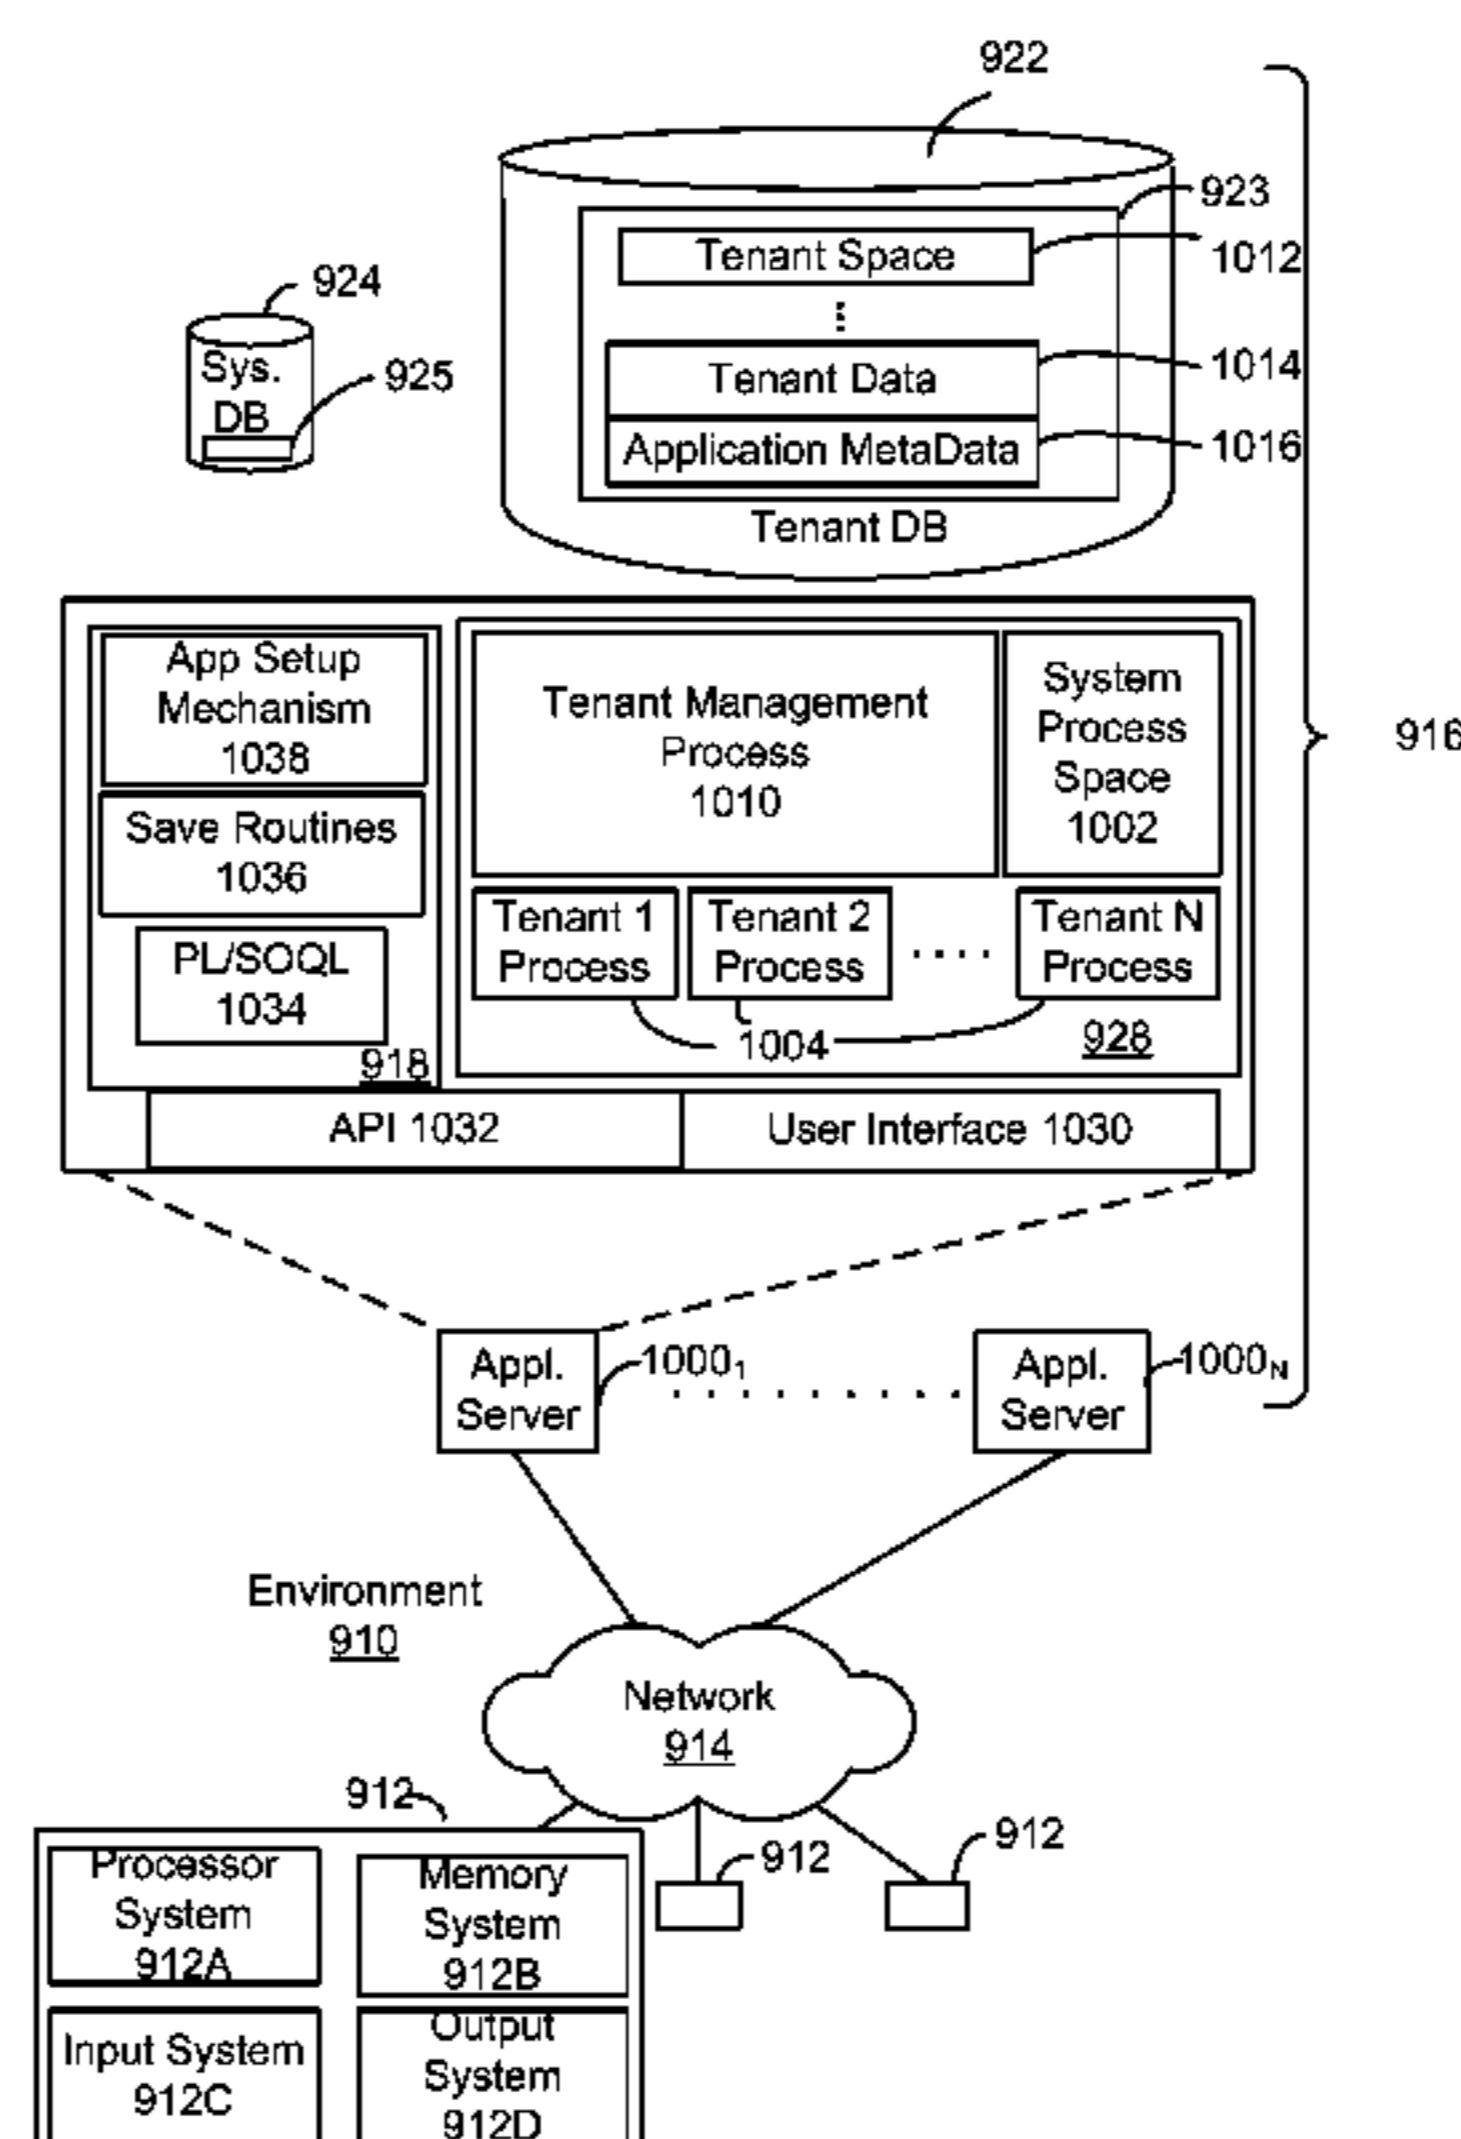 922
923
Tenant Space
1012
924
Sys.
DB
925
Tenant Data
1014
Application MetaData
1016
Tenant DB
916
App Setup
Mechanism
1038
Save Routines
1036
PL/SOQL
1034
918
Tenant Management
Process
1010
System
Process
Space
1002
Tenant 1
Process
Tenant 2
Process
....
Tenant N
Process
1004
928
API 1032
User Interface 1030
Appl.
Server
1000₁
Appl.
Server
1000N
Environment
910
Network
914
912
912
912
Processor
System
912A
Memory
System
912B
Input System
912C
Output
System
912D